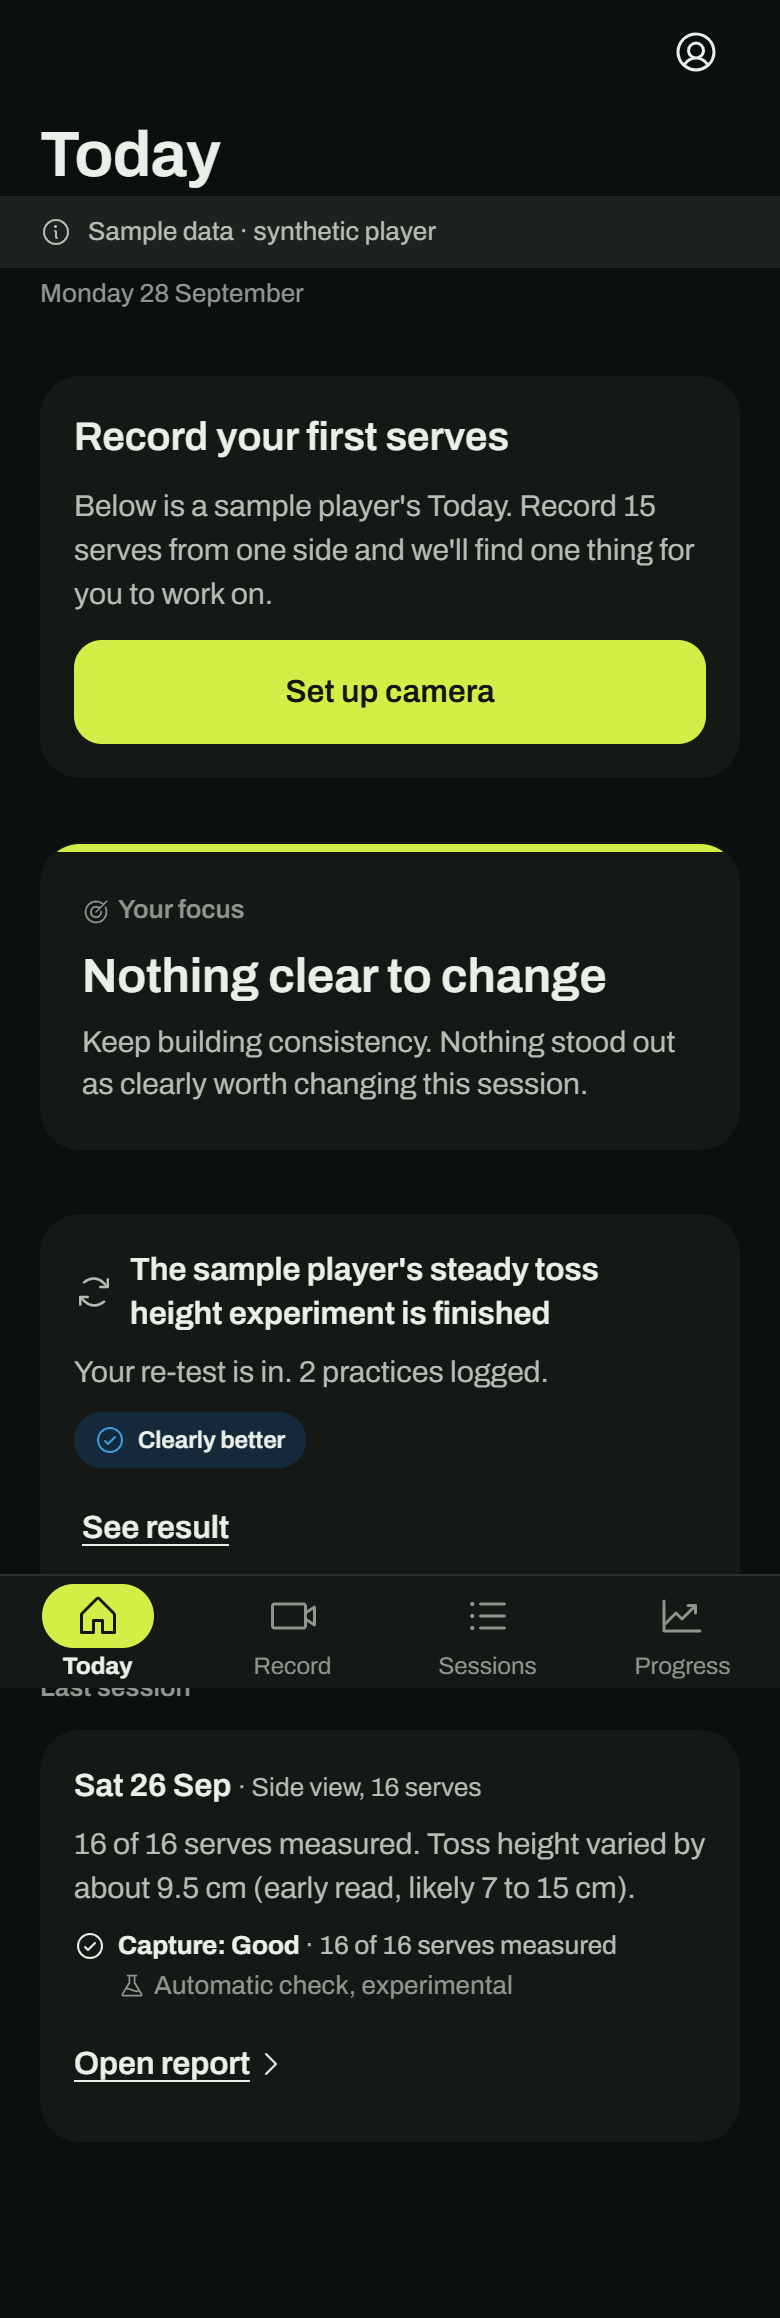 Today
Sample data · synthetic player
Monday 28 September
Record your first serves
Below is a sample player's Today. Record 15
serves from one side and we'll find one thing for
you to work on.
Set up camera
Your focus
Nothing clear to change
Keep building consistency. Nothing stood out
as clearly worth changing this session.
The sample player's steady toss
height experiment is finished
Your re-test is in. 2 practices logged.
Clearly better
See result
Today
Record
Sessions
Progress
Last session
Sat 26 Sep · Side view, 16 serves
16 of 16 serves measured. Toss height varied by
about 9.5 cm (early read, likely 7 to 15 cm).
Capture: Good · 16 of 16 serves measured
Automatic check, experimental
Open report